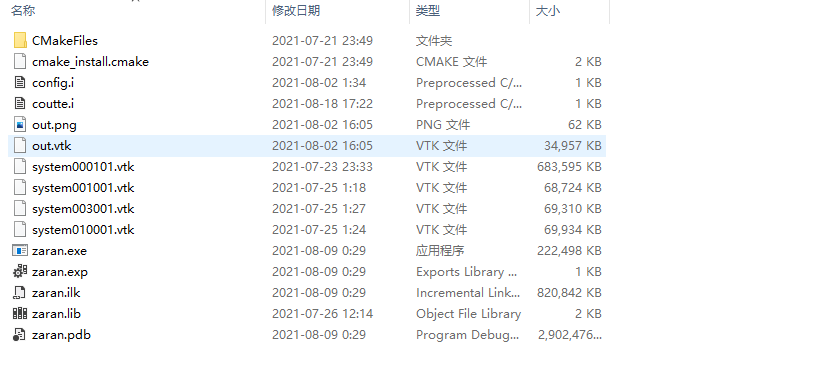 名称 修改日期 类型 大小
CMakeFiles 2021-07-21 23:49 文件夹
cmake_install.cmake 2021-07-21 23:49 CMAKE 文件 2 KB
config.i 2021-08-02 1:34 Preprocessed C/... 1 KB
coutte.i 2021-08-18 17:22 Preprocessed C/... 1 KB
out.png 2021-08-02 16:05 PNG 文件 62 KB
out.vtk 2021-08-02 16:05 VTK 文件 34,957 KB
system000101.vtk 2021-07-23 23:33 VTK 文件 683,595 KB
system001001.vtk 2021-07-25 1:18 VTK 文件 68,724 KB
system003001.vtk 2021-07-25 1:27 VTK 文件 69,310 KB
system010001.vtk 2021-07-25 1:24 VTK 文件 69,934 KB
zaran.exe 2021-08-09 0:29 应用程序 222,498 KB
zaran.exp 2021-08-09 0:29 Exports Library ... 1 KB
zaran.ilk 2021-08-09 0:29 Incremental Link... 820,842 KB
zaran.lib 2021-07-26 12:14 Object File Library 2 KB
zaran.pdb 2021-08-09 0:29 Program Debug... 2,902,476...